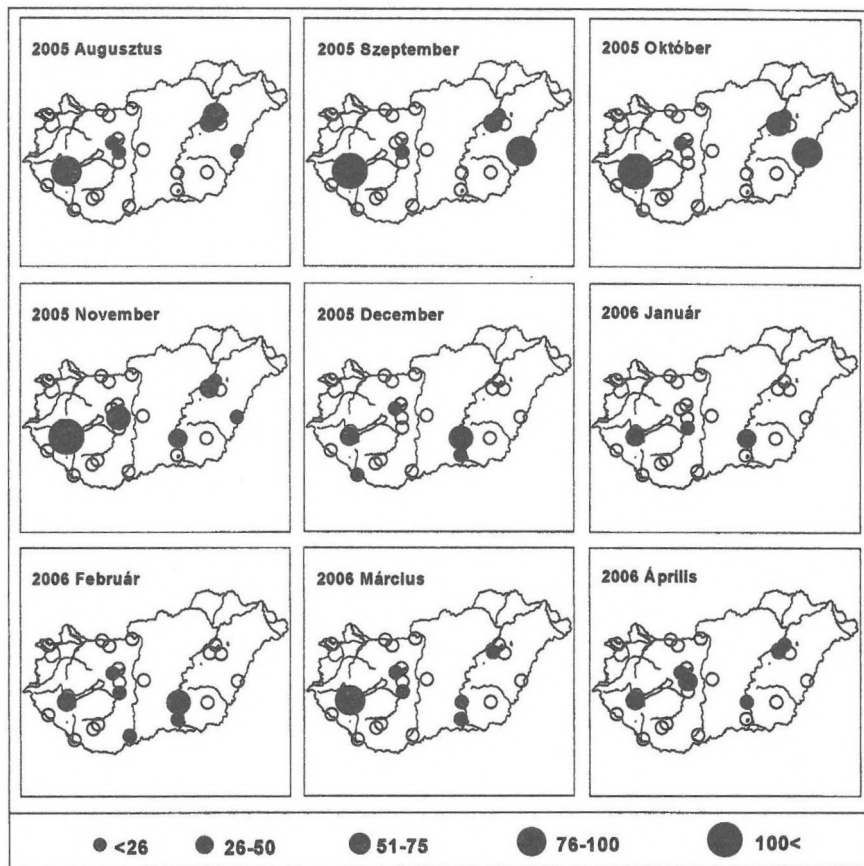 2005 Augusztus
2005 Szeptember
2005 Október
2005 November
2005 December
2006 Január
2006 Február
2006 Március
2006 Április
<26
26-50
51-75
76-100
100<